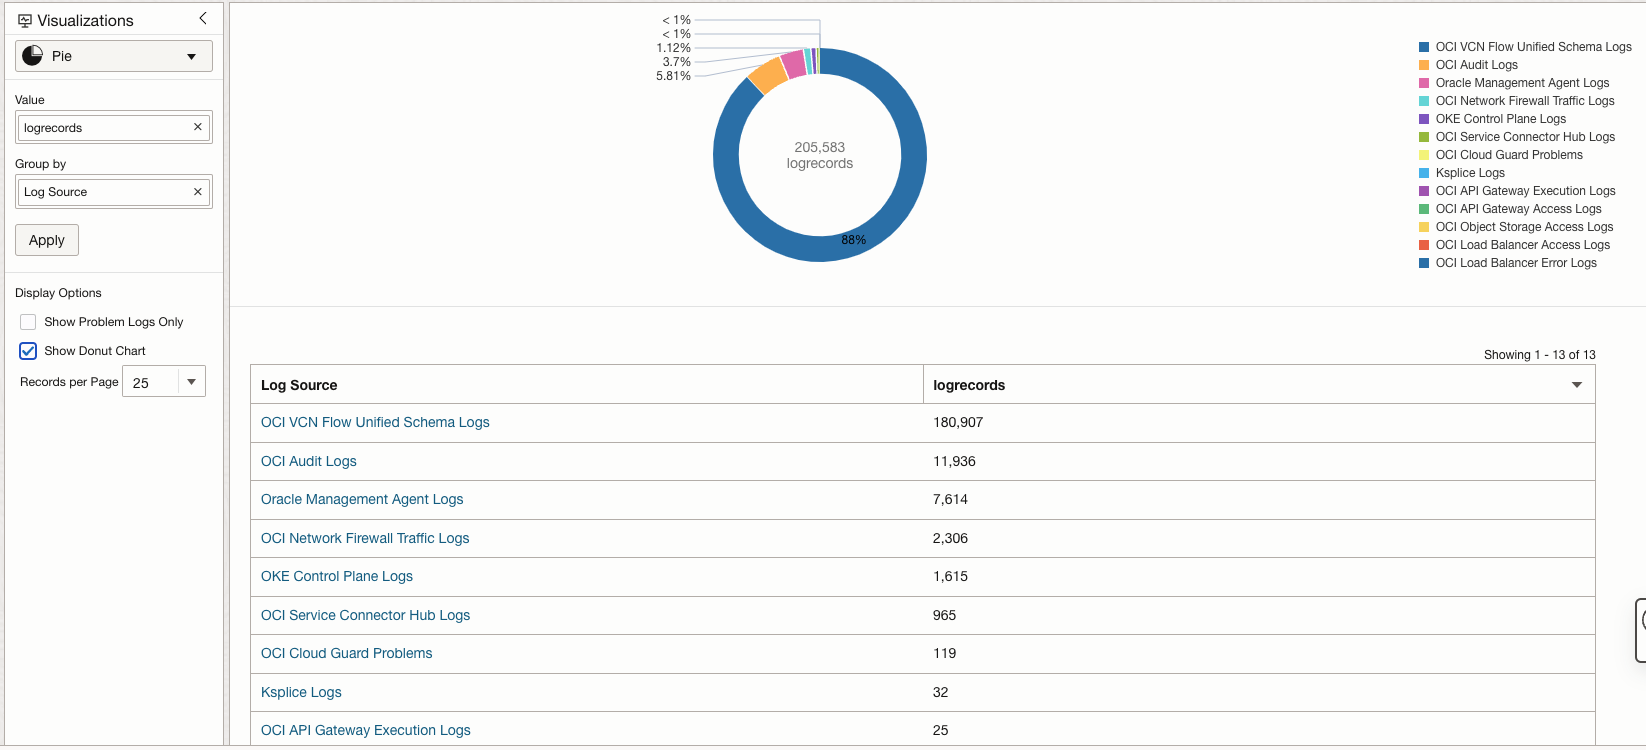 Visualizations
Pie
Value
logrecords
Group by
Log Source
Apply
Display Options
Show Problem Logs Only
Show Donut Chart
Records per Page 25
< 1%
< 1%
1.12%
3.7%
5.81%
205,583
logrecords
88%
OCI VCN Flow Unified Schema Logs
OCI Audit Logs
Oracle Management Agent Logs
OCI Network Firewall Traffic Logs
OKE Control Plane Logs
OCI Service Connector Hub Logs
OCI Cloud Guard Problems
Ksplice Logs
OCI API Gateway Execution Logs
OCI API Gateway Access Logs
OCI Object Storage Access Logs
OCI Load Balancer Access Logs
OCI Load Balancer Error Logs
Showing 1 - 13 of 13
Log Source logrecords
OCI VCN Flow Unified Schema Logs 180,907
OCI Audit Logs 11,936
Oracle Management Agent Logs 7,614
OCI Network Firewall Traffic Logs 2,306
OKE Control Plane Logs 1,615
OCI Service Connector Hub Logs 965
OCI Cloud Guard Problems 119
Ksplice Logs 32
OCI API Gateway Execution Logs 25